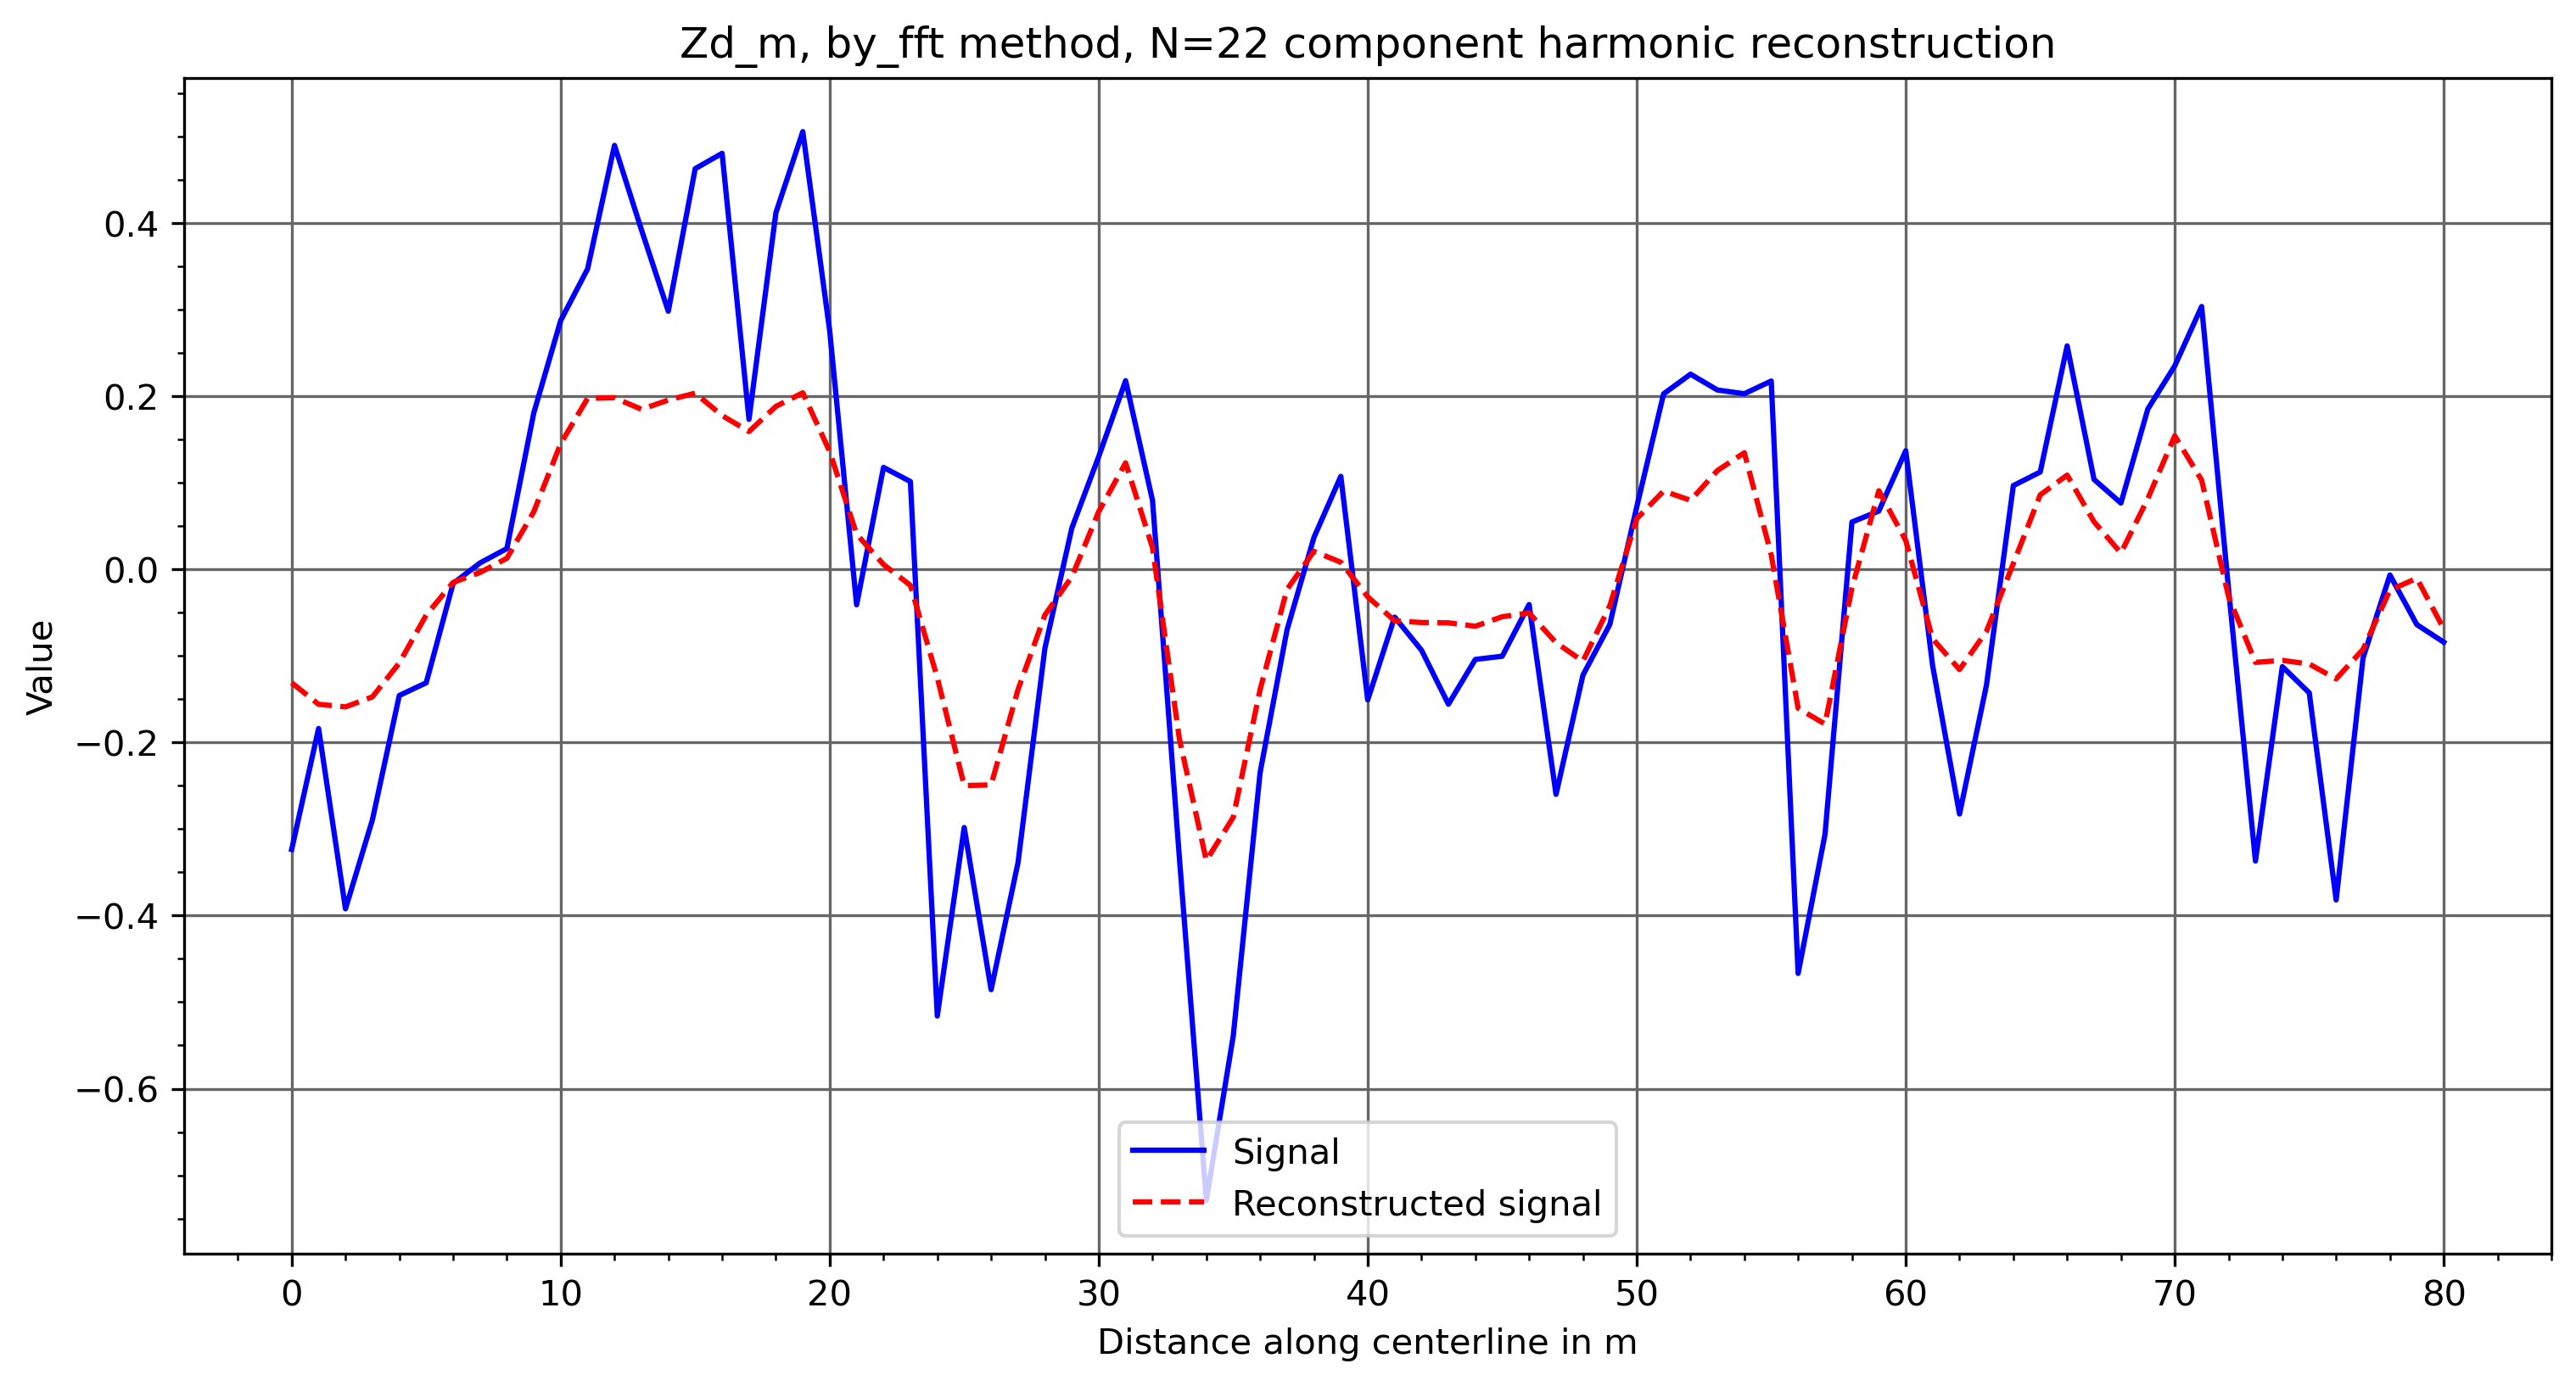 Zd_m, by_fft method, N=22 component harmonic reconstruction
Value
0.4
0.2
0.0
−0.2
−0.4
−0.6
Signal
Reconstructed signal
0 10 20 30 40 50 60 70 80
Distance along centerline in m